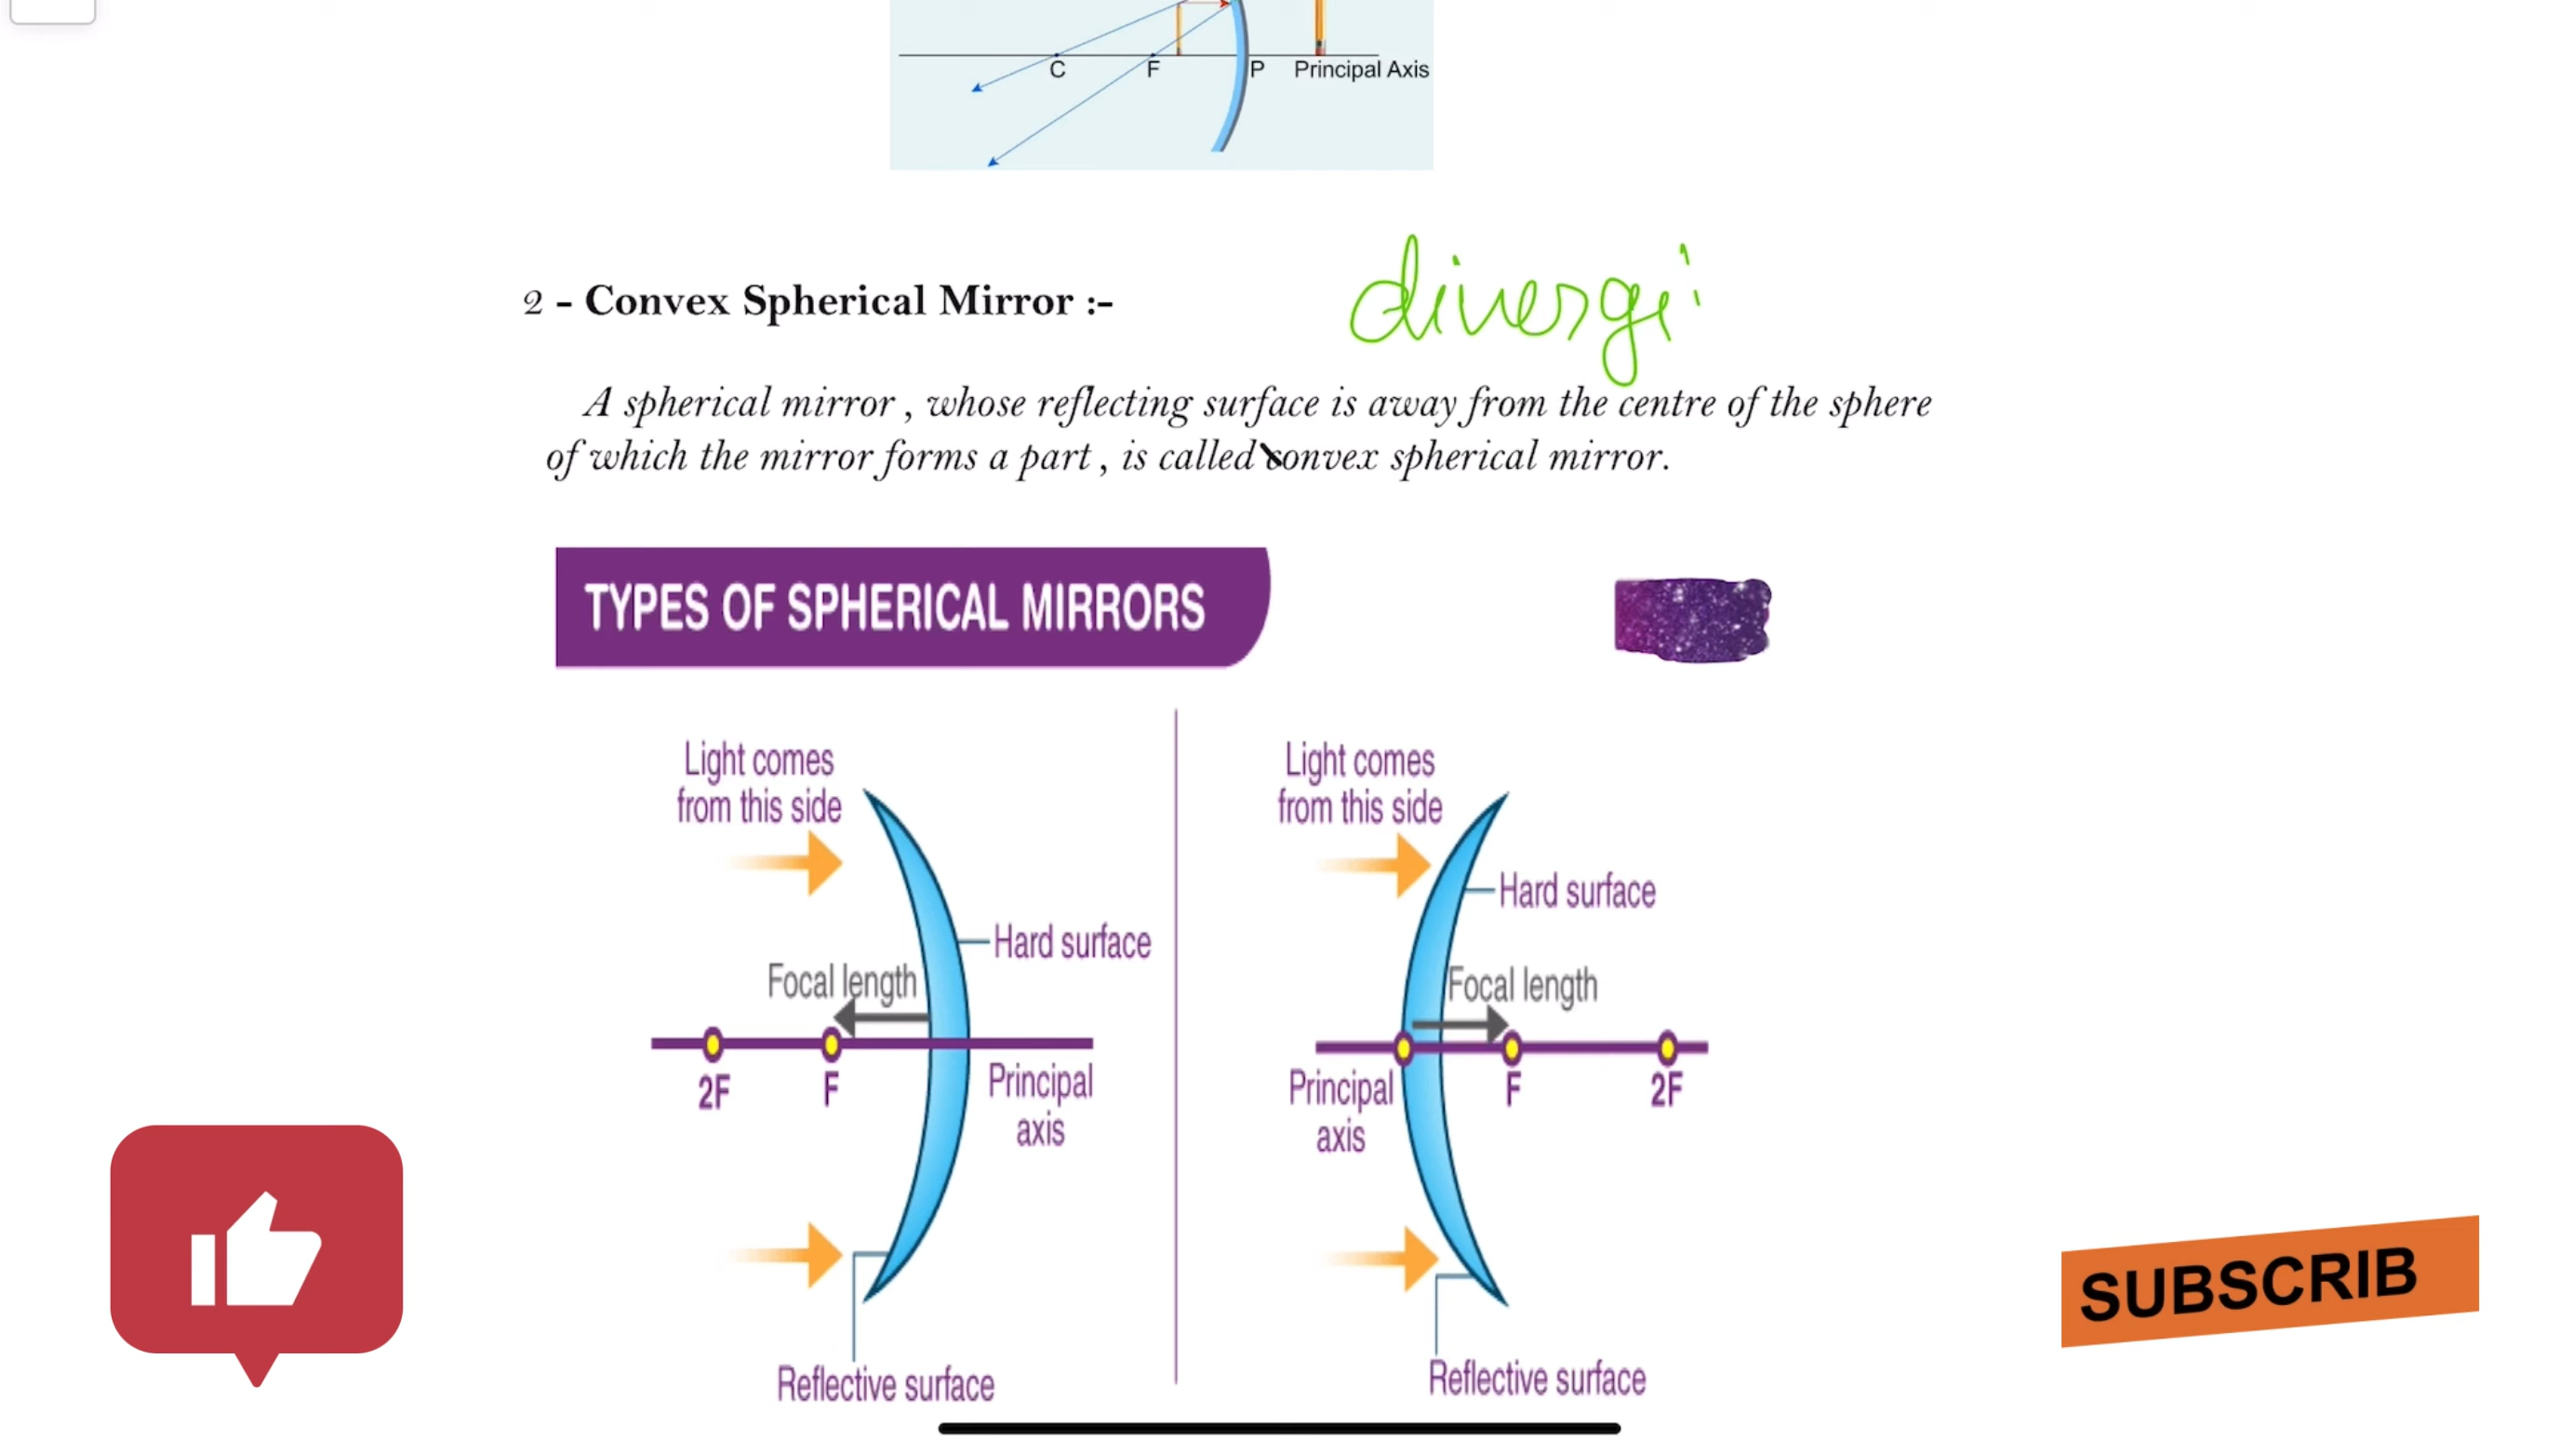 C F P Principal Axis
2 - Convex Spherical Mirror :-
divergi
A spherical mirror , whose reflecting surface is away from the centre of the sphere
of which the mirror forms a part , is called convex spherical mirror.
TYPES OF SPHERICAL MIRRORS
Light comes
from this side
Hard surface
Focal length
2F F
Principal
axis
Reflective surface
Light comes
from this side
Hard surface
Focal length
Principal
axis
F 2F
Reflective surface
SUBSCRIB